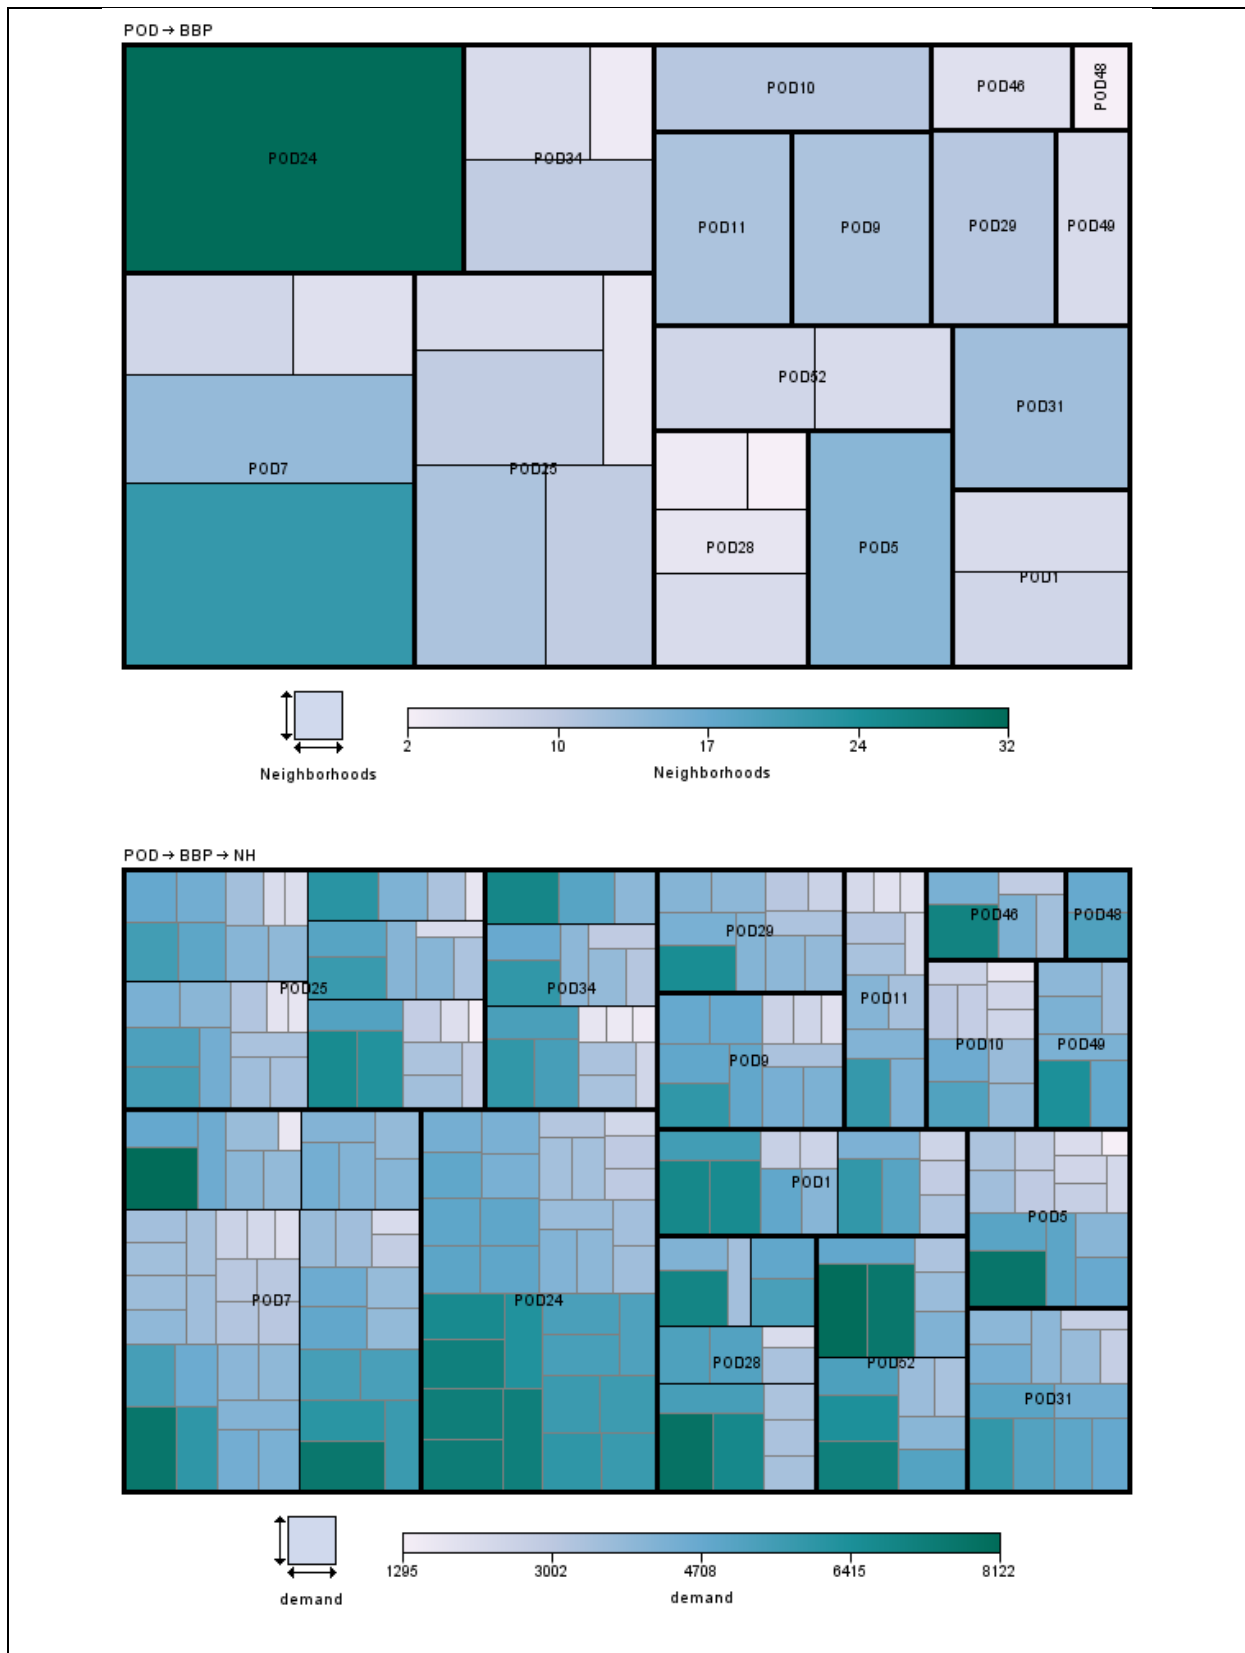 POD → BBP
POD24
POD34
POD10
POD46
POD48
POD11
POD9
POD29
POD49
POD52
POD31
POD7
POD25
POD28
POD5
POD1
2 10 17 24 32
Neighborhoods
Neighborhoods
POD → BBP → NH
POD25
POD34
POD29
POD11
POD46
POD48
POD9
POD10
POD49
POD1
POD5
POD7
POD24
POD28
POD52
POD31
1295 3002 4708 6415 8122
demand
demand